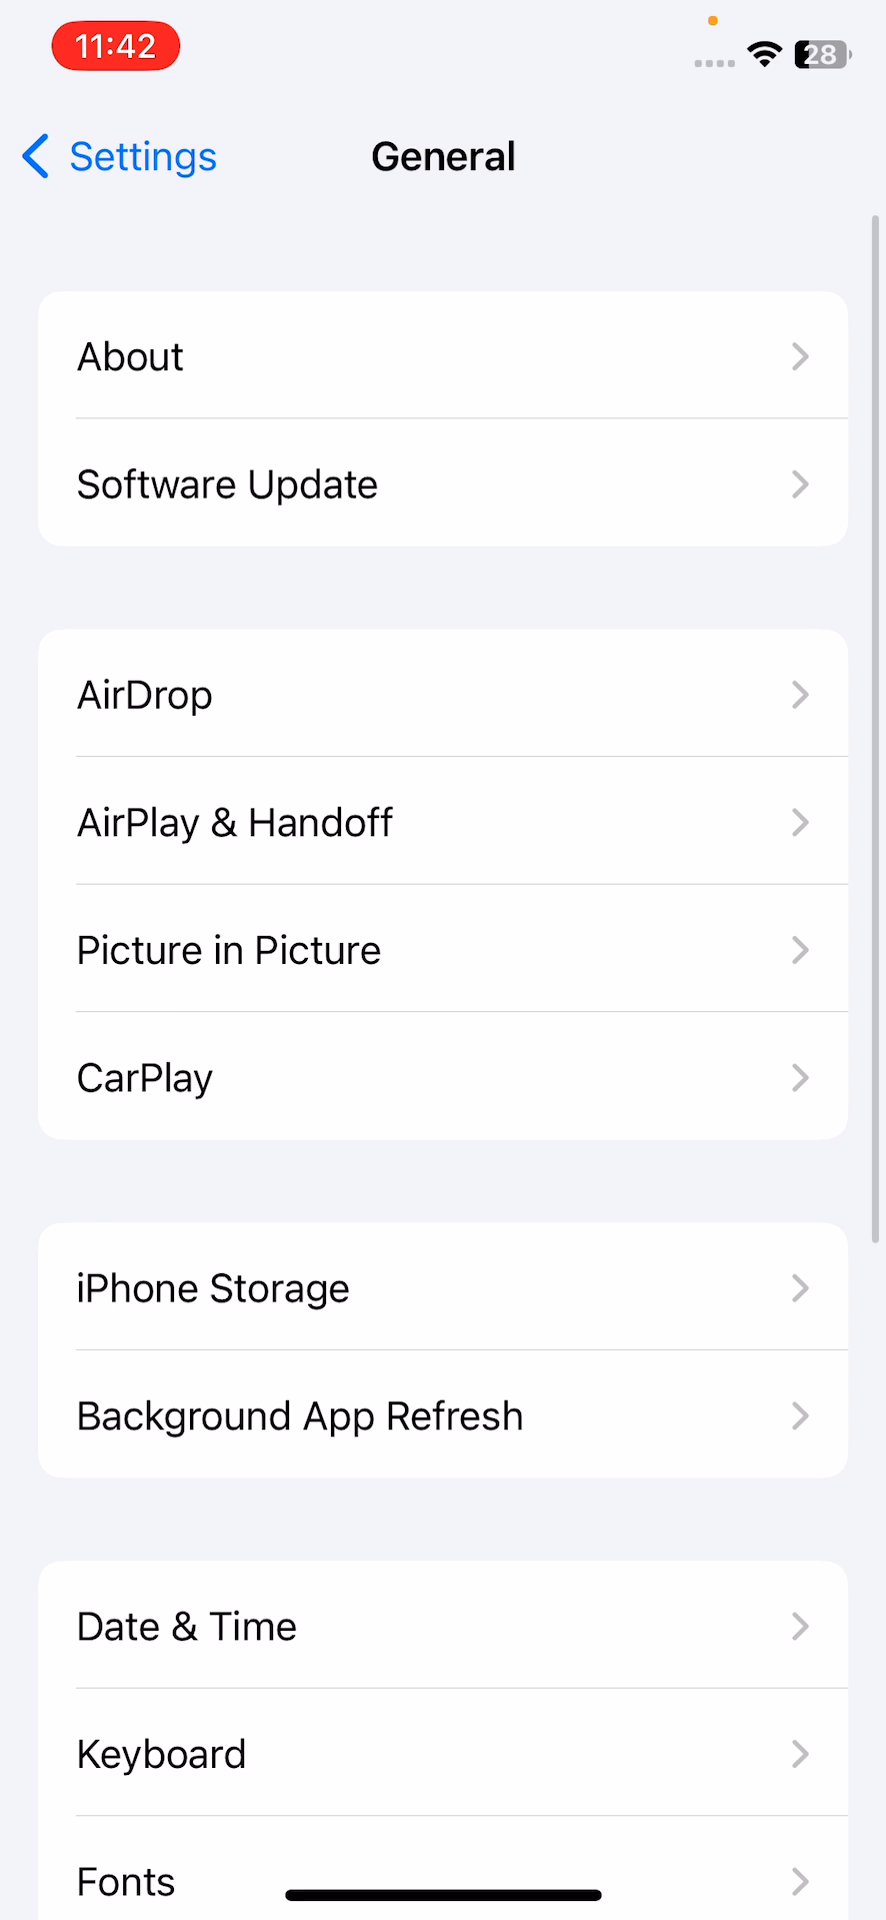 11:42
28
Settings
General
About
Software Update
AirDrop
AirPlay & Handoff
Picture in Picture
CarPlay
iPhone Storage
Background App Refresh
Date & Time
Keyboard
Fonts